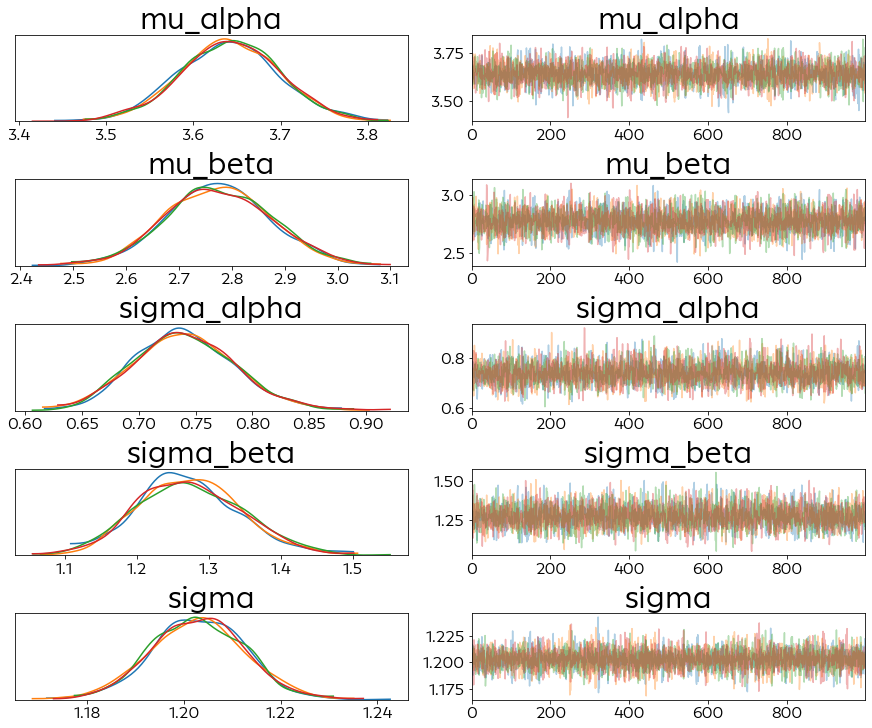 mu_alpha mu_alpha
3.75
3.50
3.4 3.5 3.6 3.7 3.8 0 200 400 600 800
mu_beta mu_beta
3.0
2.5
2.4 2.5 2.6 2.7 2.8 2.9 3.0 3.1 0 200 400 600 800
sigma_alpha sigma_alpha
0.8
0.6
0.60 0.65 0.70 0.75 0.80 0.85 0.90 0 200 400 600 800
sigma_beta sigma_beta
1.50
1.25
1.1 1.2 1.3 1.4 1.5 0 200 400 600 800
sigma sigma
1.225
1.200
1.175
1.18 1.20 1.22 1.24 0 200 400 600 800